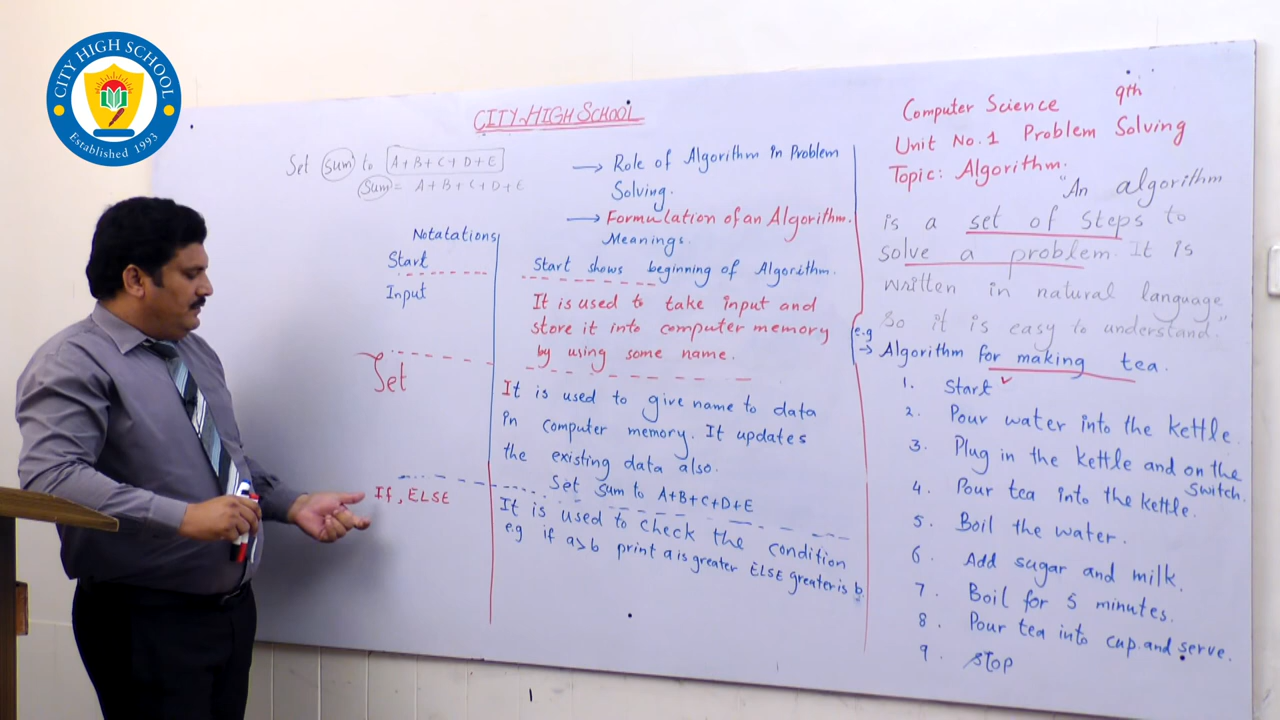 CITY HIGH SCHOOL
Established 1993
CITY HIGH SCHOOL
Set sum to A+B+C+D+E
Sum = A+B+C+D+E
→ Role of Algorithm in Problem
Solving.
→ Formulation of an Algorithm.
Notatations
Meanings.
Start
Start shows beginning of Algorithm.
Input
It is used to take input and
store it into computer memory
by using some name.
Set
It is used to give name to data
in computer memory. It updates
the existing data also.
Set sum to A+B+C+D+E
If, ELSE
It is used to check the condition
e.g if a>b print a is greater ELSE greater is b.
Computer Science 9th
Unit No.1 Problem Solving
Topic: Algorithm.
"An algorithm
is a set of steps to
solve a problem. It is
written in natural language
so it is easy to understand."
e.g
→ Algorithm for making tea.
1. Start ✓
2. Pour water into the kettle.
3. Plug in the kettle and on the
switch.
4. Pour tea into the kettle.
5. Boil the water.
6. Add sugar and milk.
7. Boil for 5 minutes.
8. Pour tea into cup and serve.
9. Stop